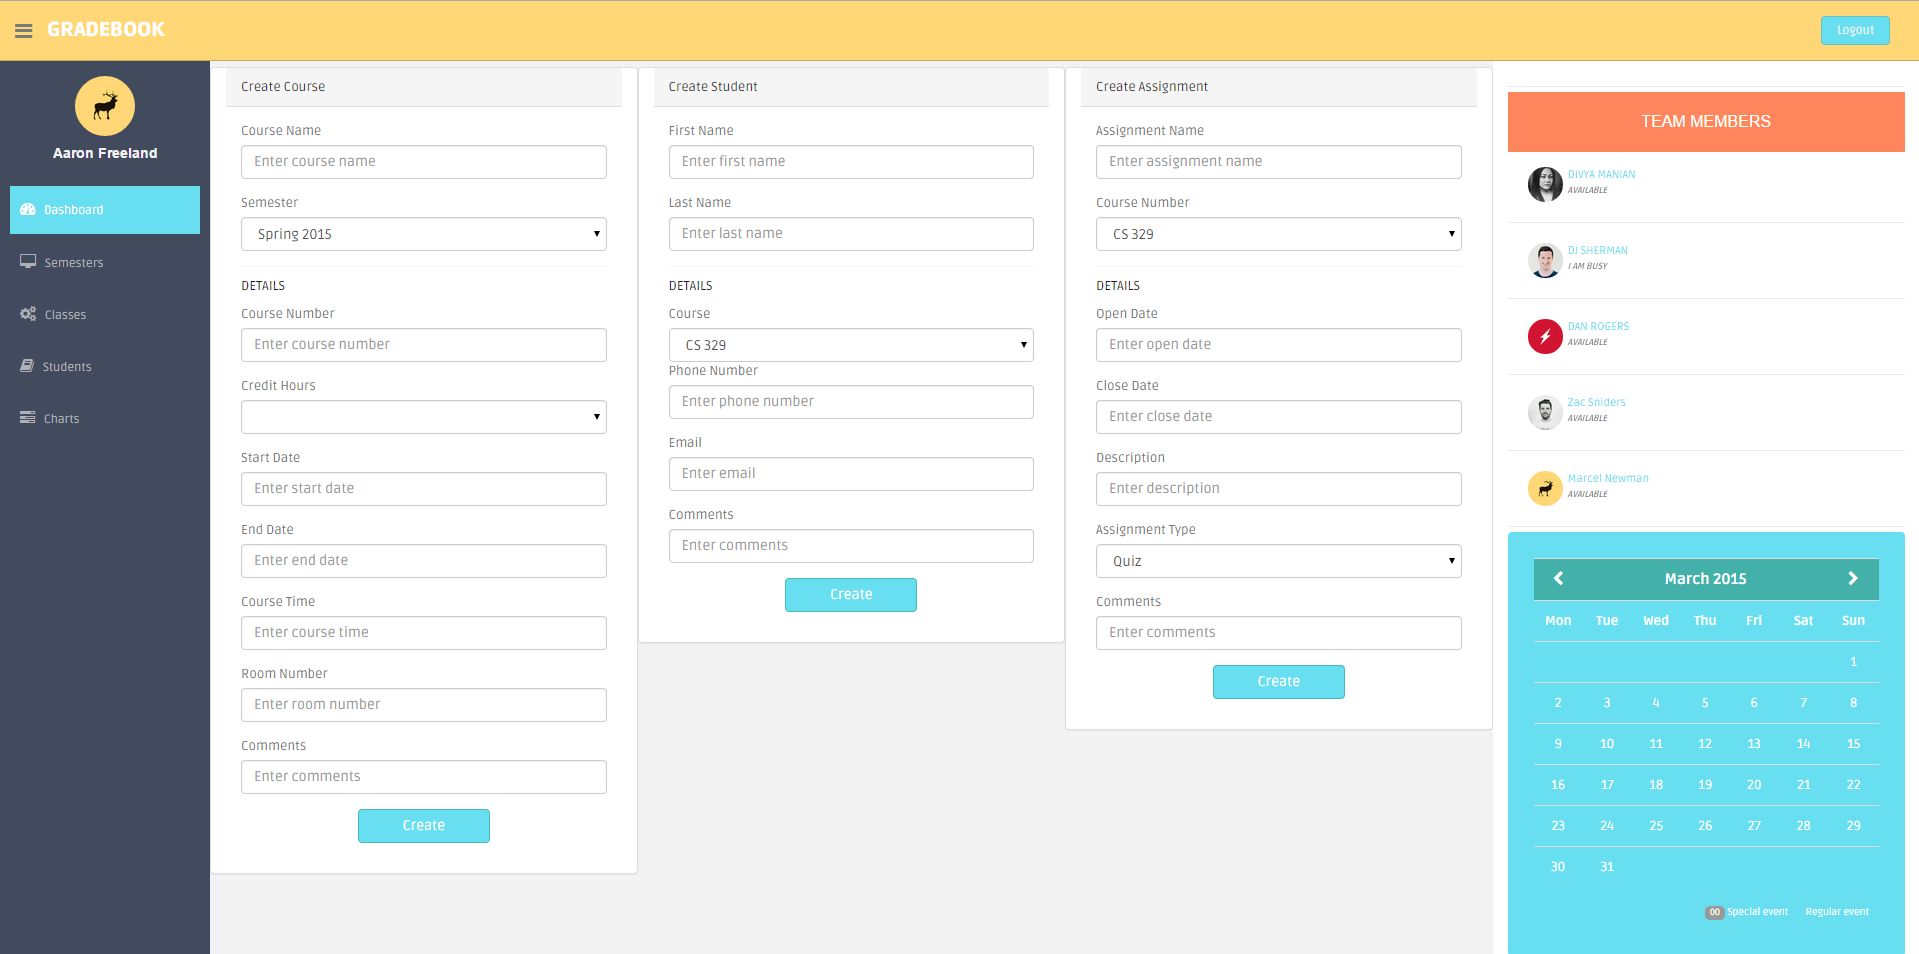 GRADEBOOK
Logout
Aaron Freeland
Dashboard
Semesters
Classes
Students
Charts
Create Course
Course Name
Enter course name
Semester
Spring 2015
DETAILS
Course Number
Enter course number
Credit Hours
Start Date
Enter start date
End Date
Enter end date
Course Time
Enter course time
Room Number
Enter room number
Comments
Enter comments
Create
Create Student
First Name
Enter first name
Last Name
Enter last name
DETAILS
Course
CS 329
Phone Number
Enter phone number
Email
Enter email
Comments
Enter comments
Create
Create Assignment
Assignment Name
Enter assignment name
Course Number
CS 329
DETAILS
Open Date
Enter open date
Close Date
Enter close date
Description
Enter description
Assignment Type
Quiz
Comments
Enter comments
Create
TEAM MEMBERS
DIVYA MANIAN
AVAILABLE
DJ SHERMAN
I AM BUSY
DAN ROGERS
AVAILABLE
Zac Sniders
AVAILABLE
Marcel Newman
AVAILABLE
March 2015
Mon Tue Wed Thu Fri Sat Sun
1
2 3 4 5 6 7 8
9 10 11 12 13 14 15
16 17 18 19 20 21 22
23 24 25 26 27 28 29
30 31
00 Special event Regular event